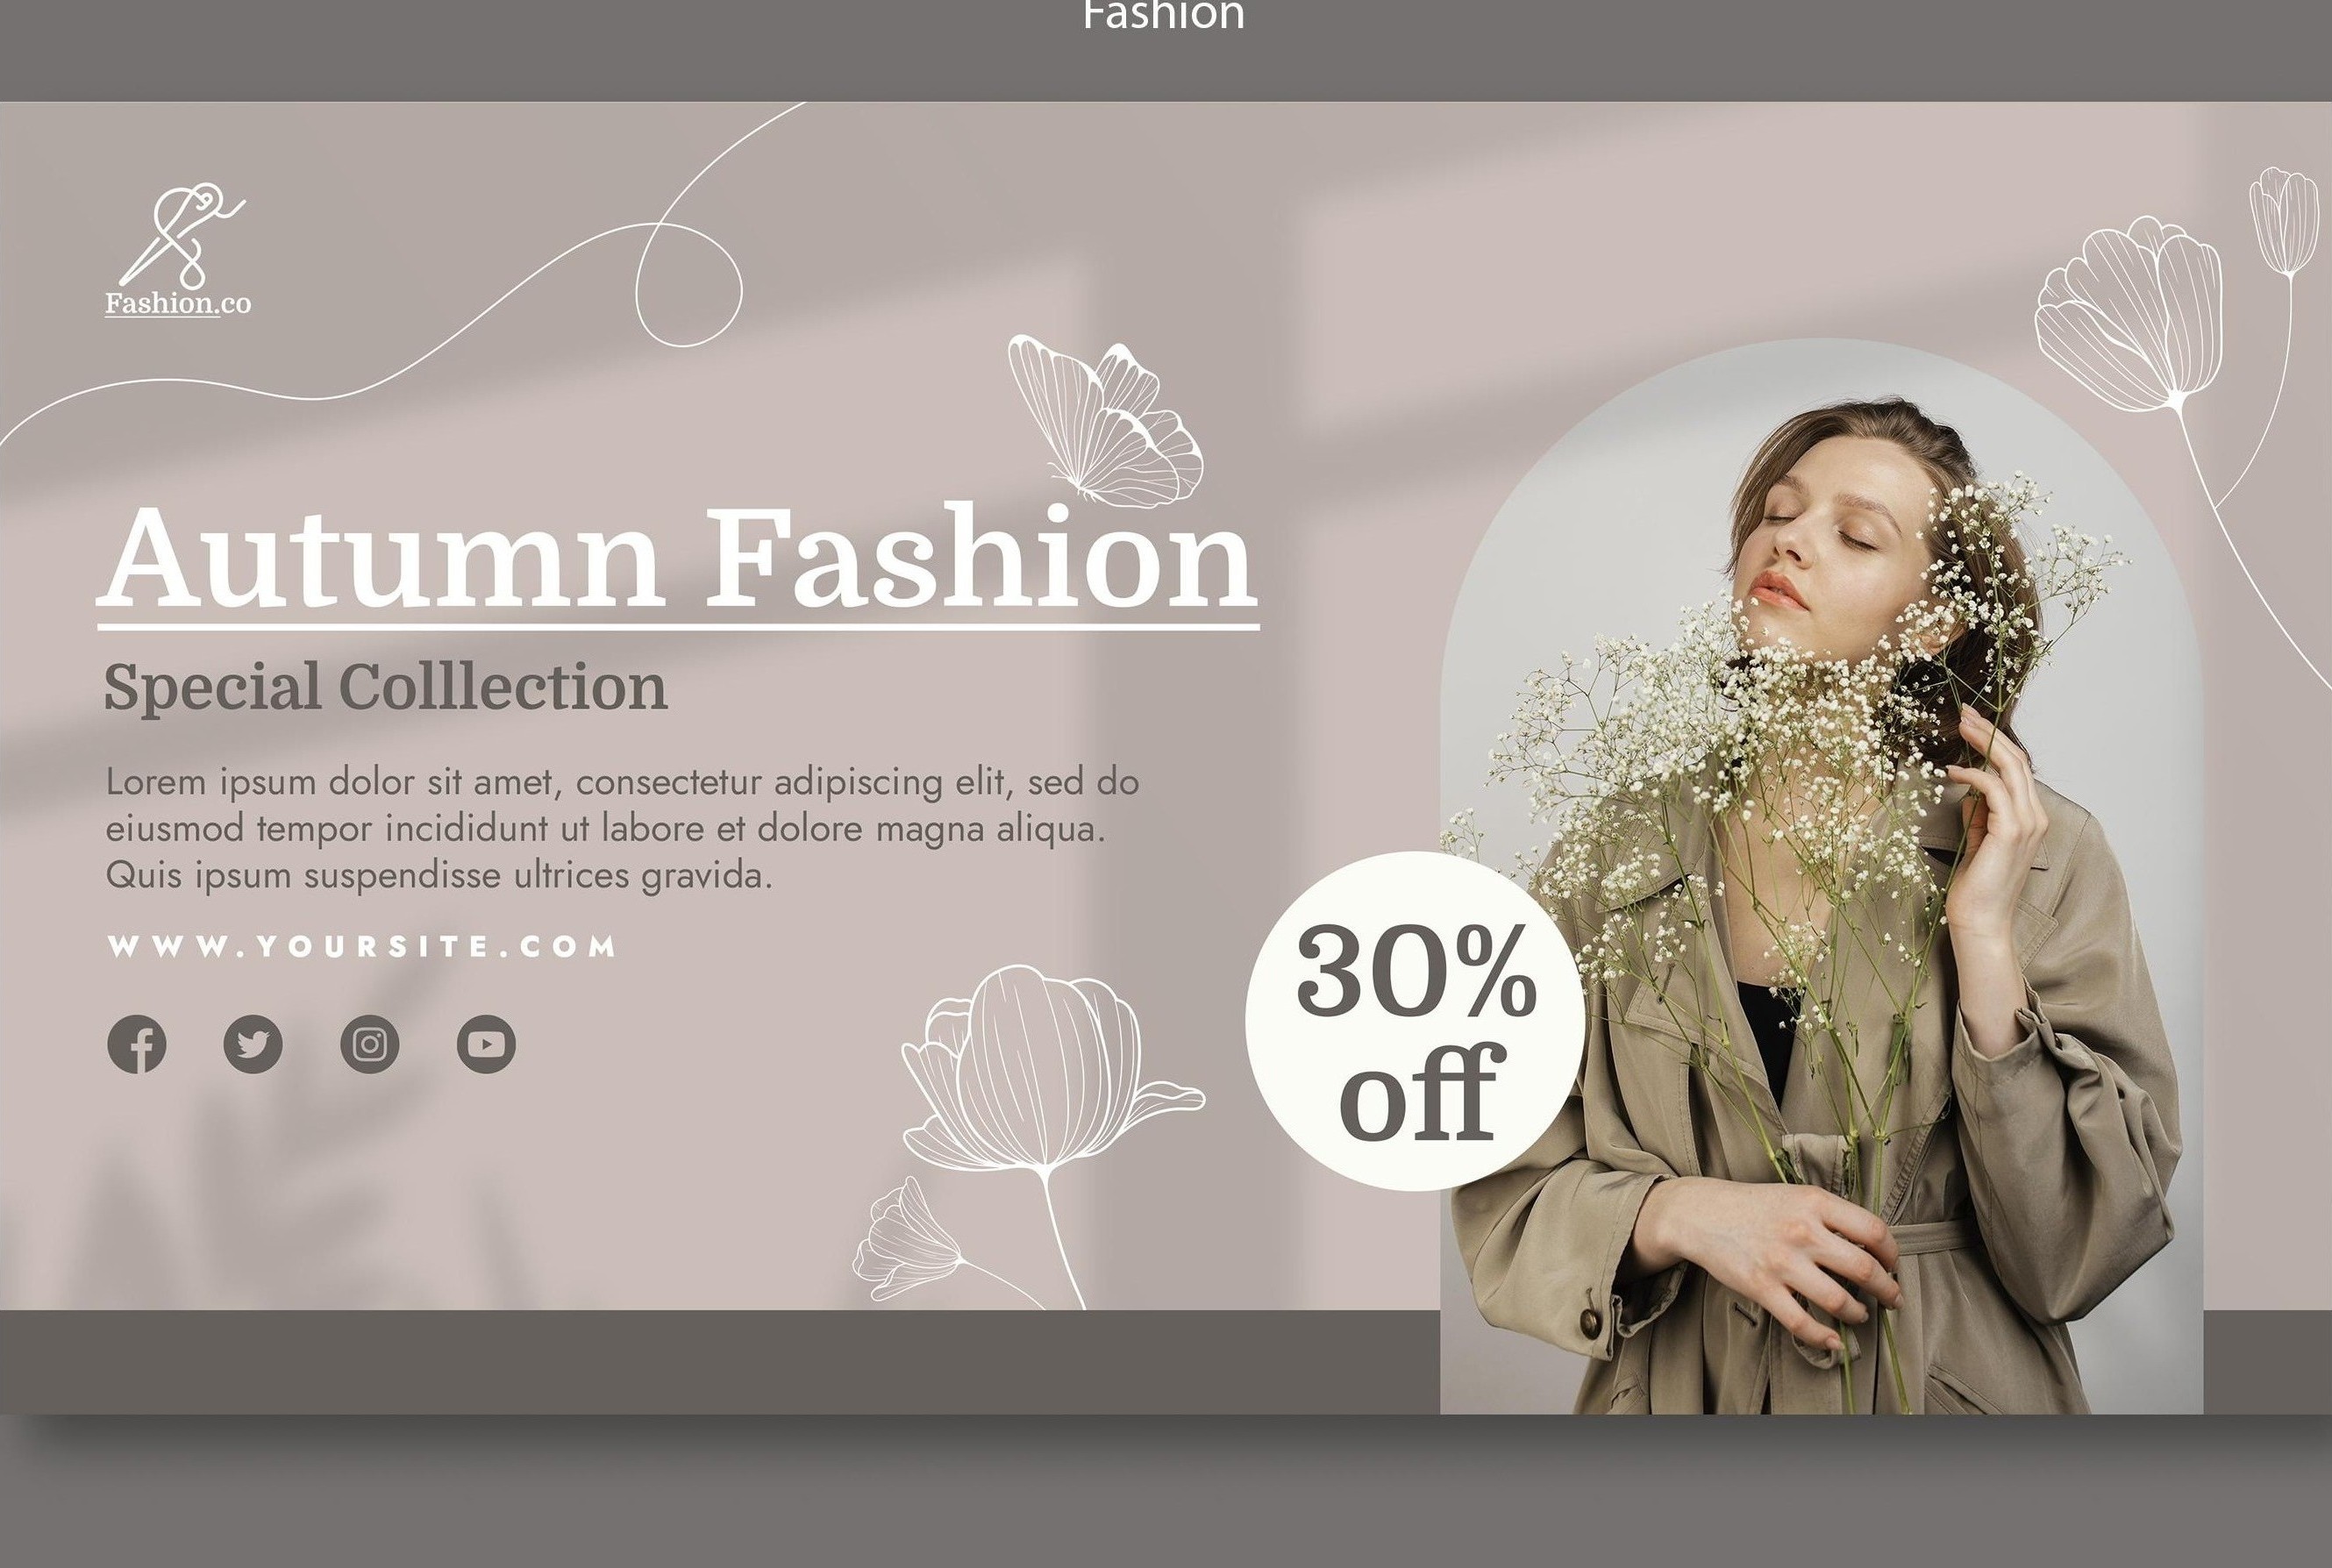 Fashion
Fashion.co
Autumn Fashion
Special Colllection
Lorem ipsum dolor sit amet, consectetur adipiscing elit, sed do
eiusmod tempor incididunt ut labore et dolore magna aliqua.
Quis ipsum suspendisse ultrices gravida.
WWW.YOURSITE.COM
30%
off